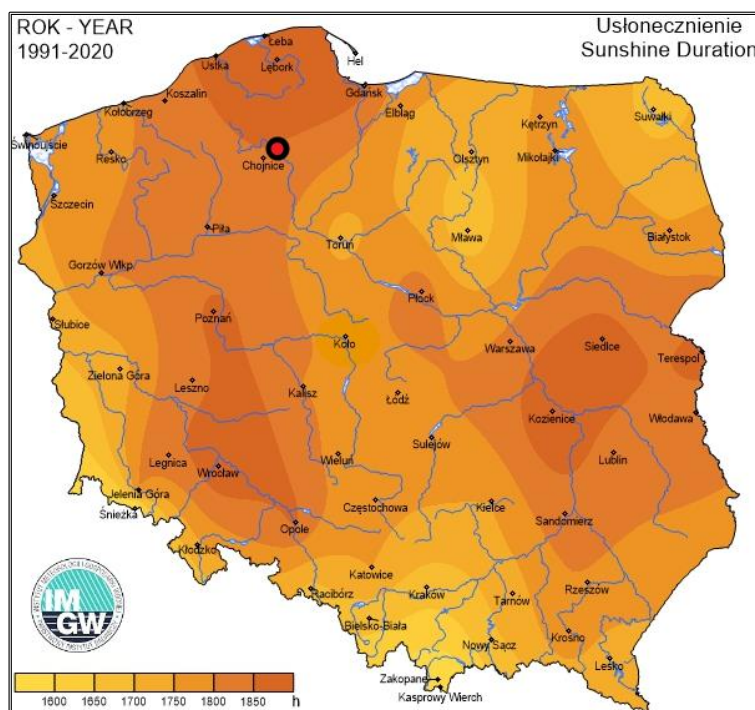 ROK - YEAR
1991-2020
Usłonecznienie
Sunshine Duration
Łeba
Ustka
Lębork
Hel
Koszalin
Gdańsk
Kołobrzeg
Elbląg
Kętrzyn
Suwałki
Świnoujście
Resko
Chojnice
Olsztyn
Mikołajki
Szczecin
Piła
Toruń
Mława
Białystok
Gorzów Wlkp.
Płock
Słubice
Poznań
Koło
Warszawa
Siedlce
Terespol
Zielona Góra
Leszno
Kalisz
Łódź
Kozienice
Włodawa
Sulejów
Legnica
Wrocław
Wieluń
Lublin
Jelenia Góra
Śnieżka
Częstochowa
Kielce
Opole
Sandomierz
Kłodzko
Katowice
Racibórz
Kraków
Tarnów
Rzeszów
Bielsko-Biała
Nowy Sącz
Krosno
Lesko
Zakopane
Kasprowy Wierch
IM
GW
1600 1650 1700 1750 1800 1850 h